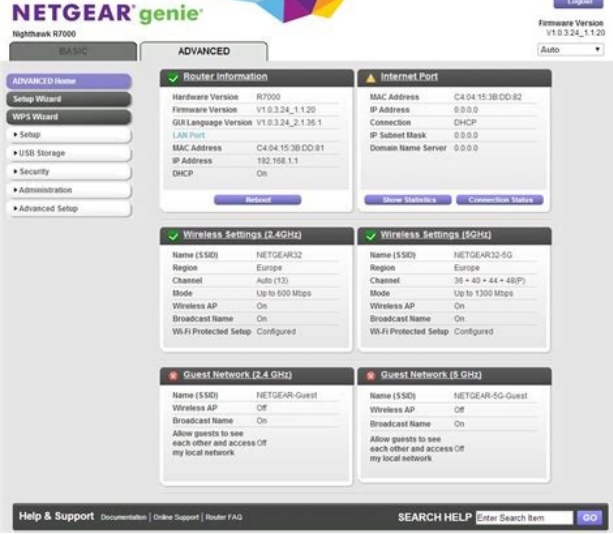 NETGEAR genie
Nighthawk R7000
Logout
Firmware Version
V1.0.3.24_1.1.20
Auto
BASIC
ADVANCED
ADVANCED Home
Setup Wizard
WPS Wizard
Setup
USB Storage
Security
Administration
Advanced Setup
Router Information
Hardware Version R7000
Firmware Version V1.0.3.24_1.1.20
GUI Language Version V1.0.3.24_2.1.36.1
LAN Port
MAC Address C4:04:15:3B:DD:81
IP Address 192.168.1.1
DHCP On
Reboot
Internet Port
MAC Address C4:04:15:3B:DD:82
IP Address 0.0.0.0
Connection DHCP
IP Subnet Mask 0.0.0.0
Domain Name Server 0.0.0.0
Show Statistics Connection Status
Wireless Settings (2.4GHz)
Name (SSID) NETGEAR32
Region Europe
Channel Auto (13)
Mode Up to 600 Mbps
Wireless AP On
Broadcast Name On
Wi-Fi Protected Setup Configured
Wireless Settings (5GHz)
Name (SSID) NETGEAR32-5G
Region Europe
Channel 36 + 40 + 44 + 48(P)
Mode Up to 1300 Mbps
Wireless AP On
Broadcast Name On
Wi-Fi Protected Setup Configured
Guest Network (2.4 GHz)
Name (SSID) NETGEAR-Guest
Wireless AP Off
Broadcast Name On
Allow guests to see
each other and access Off
my local network
Guest Network (5 GHz)
Name (SSID) NETGEAR-5G-Guest
Wireless AP Off
Broadcast Name On
Allow guests to see
each other and access Off
my local network
Help & Support Documentation | Online Support | Router FAQ
SEARCH HELP Enter Search Item GO